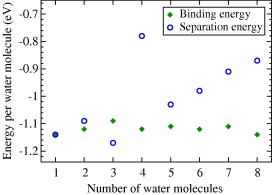 Energy per water molecule (eV)
-0.7
-0.8
-0.9
-1.0
-1.1
-1.2
Binding energy
Separation energy
1 2 3 4 5 6 7 8
Number of water molecules